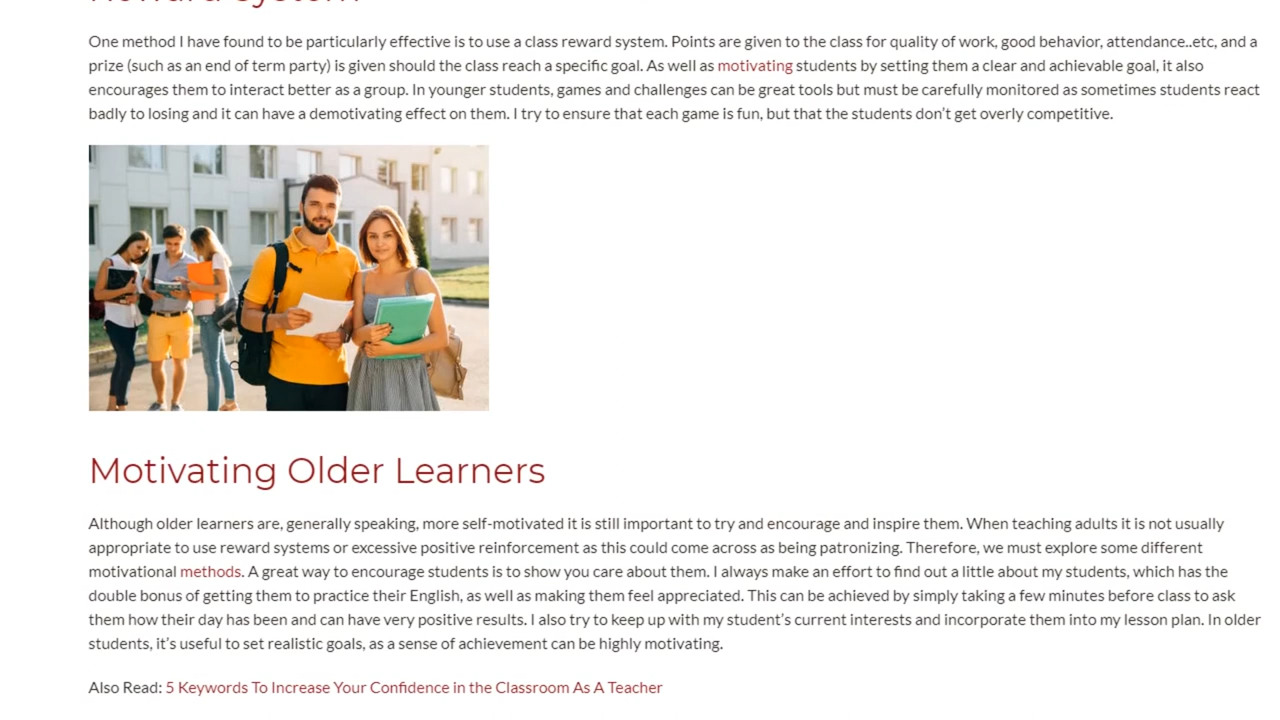 Reward System
One method I have found to be particularly effective is to use a class reward system. Points are given to the class for quality of work, good behavior, attendance..etc, and a
prize (such as an end of term party) is given should the class reach a specific goal. As well as motivating students by setting them a clear and achievable goal, it also
encourages them to interact better as a group. In younger students, games and challenges can be great tools but must be carefully monitored as sometimes students react
badly to losing and it can have a demotivating effect on them. I try to ensure that each game is fun, but that the students don’t get overly competitive.
Motivating Older Learners
Although older learners are, generally speaking, more self-motivated it is still important to try and encourage and inspire them. When teaching adults it is not usually
appropriate to use reward systems or excessive positive reinforcement as this could come across as being patronizing. Therefore, we must explore some different
motivational methods. A great way to encourage students is to show you care about them. I always make an effort to find out a little about my students, which has the
double bonus of getting them to practice their English, as well as making them feel appreciated. This can be achieved by simply taking a few minutes before class to ask
them how their day has been and can have very positive results. I also try to keep up with my student’s current interests and incorporate them into my lesson plan. In older
students, it’s useful to set realistic goals, as a sense of achievement can be highly motivating.
Also Read: 5 Keywords To Increase Your Confidence in the Classroom As A Teacher